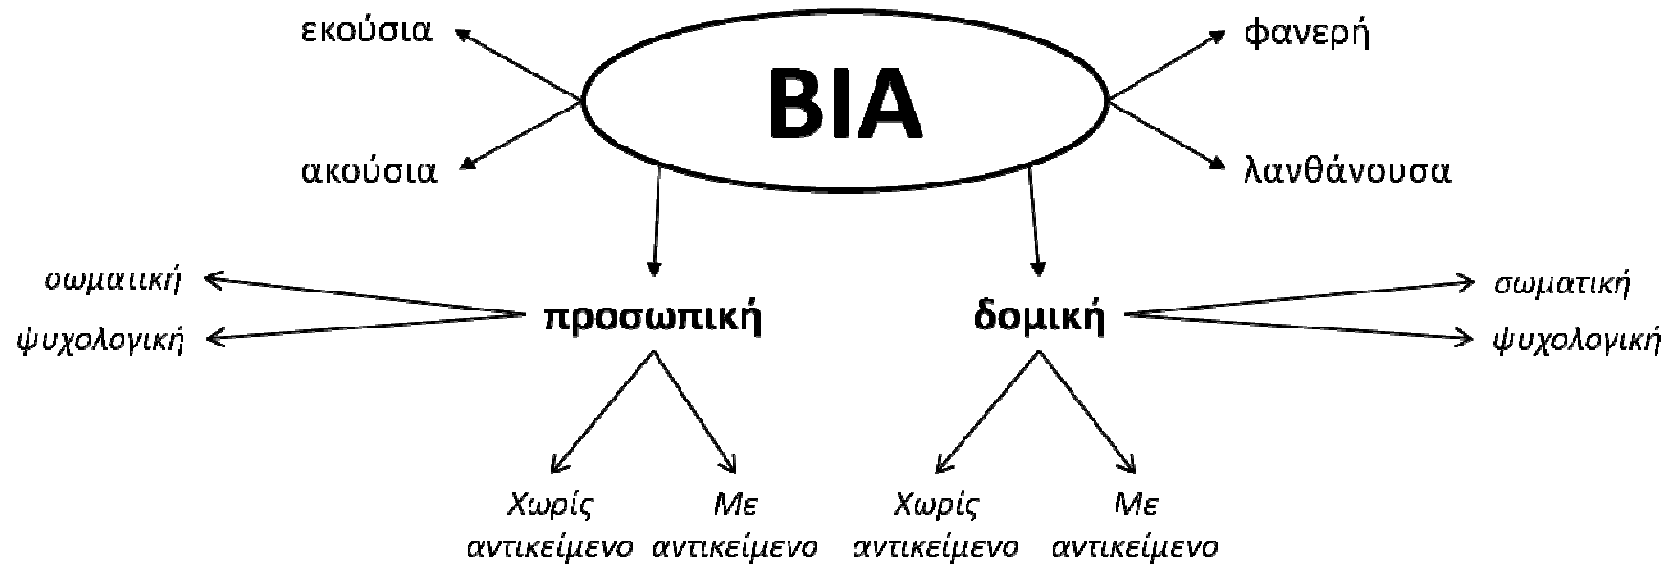 εκούσια
ΒΙΑ
φανερή
ακούσια
λανθάνουσα
σωματική
προσωπική
δομική
σωματική
ψυχολογική
ψυχολογική
Χωρίς
αντικείμενο
Με
αντικείμενο
Χωρίς
αντικείμενο
Με
αντικείμενο